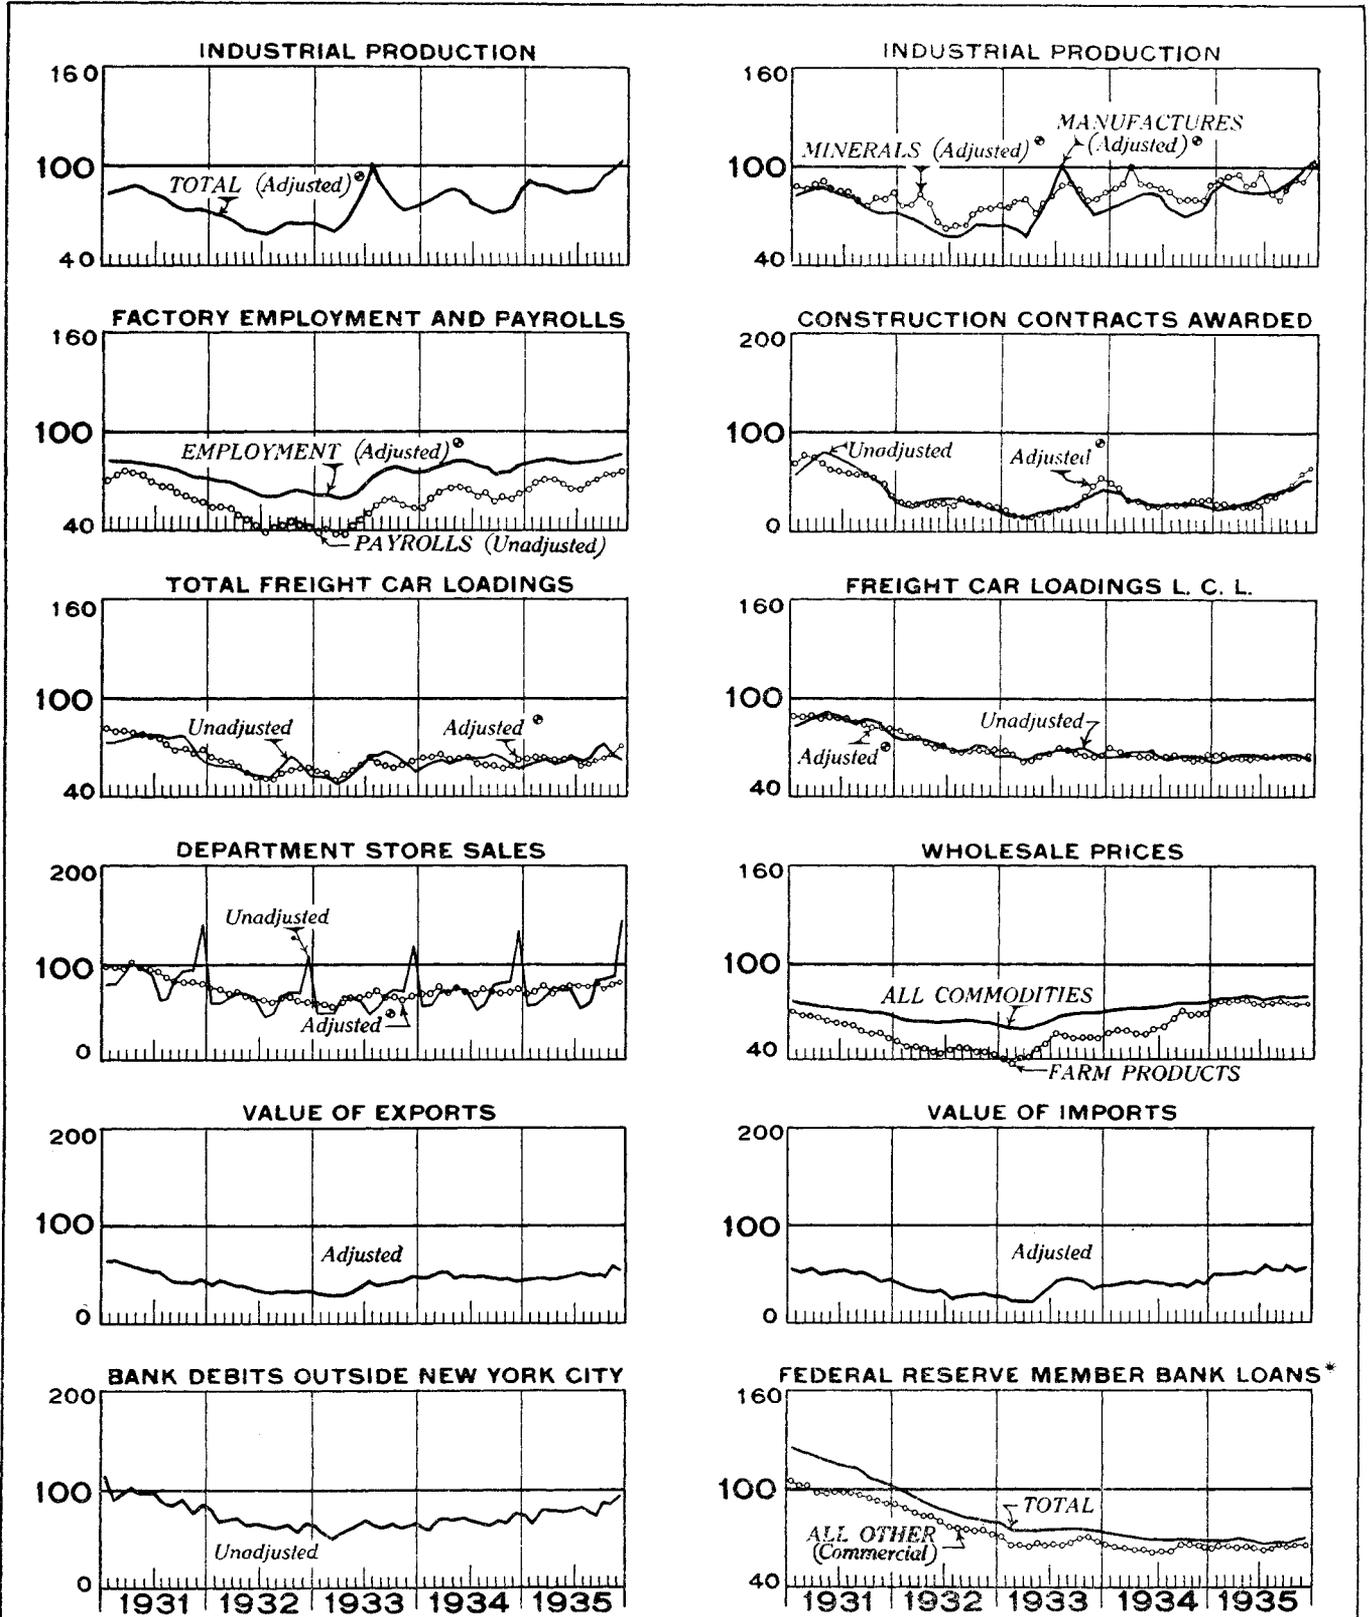 INDUSTRIAL PRODUCTION
160
100
40
TOTAL (Adjusted)
INDUSTRIAL PRODUCTION
160
100
40
MINERALS (Adjusted)
MANUFACTURES
(Adjusted)
FACTORY EMPLOYMENT AND PAYROLLS
160
100
40
EMPLOYMENT (Adjusted)
PAYROLLS (Unadjusted)
CONSTRUCTION CONTRACTS AWARDED
200
100
0
Unadjusted
Adjusted
TOTAL FREIGHT CAR LOADINGS
160
100
40
Unadjusted
Adjusted
FREIGHT CAR LOADINGS L. C. L.
160
100
40
Unadjusted
Adjusted
DEPARTMENT STORE SALES
200
100
0
Unadjusted
Adjusted
WHOLESALE PRICES
160
100
40
ALL COMMODITIES
FARM PRODUCTS
VALUE OF EXPORTS
200
100
0
Adjusted
VALUE OF IMPORTS
200
100
0
Adjusted
BANK DEBITS OUTSIDE NEW YORK CITY
200
100
0
Unadjusted
1931 1932 1933 1934 1935
FEDERAL RESERVE MEMBER BANK LOANS*
160
100
40
TOTAL
ALL OTHER
(Commercial)
1931 1932 1933 1934 1935